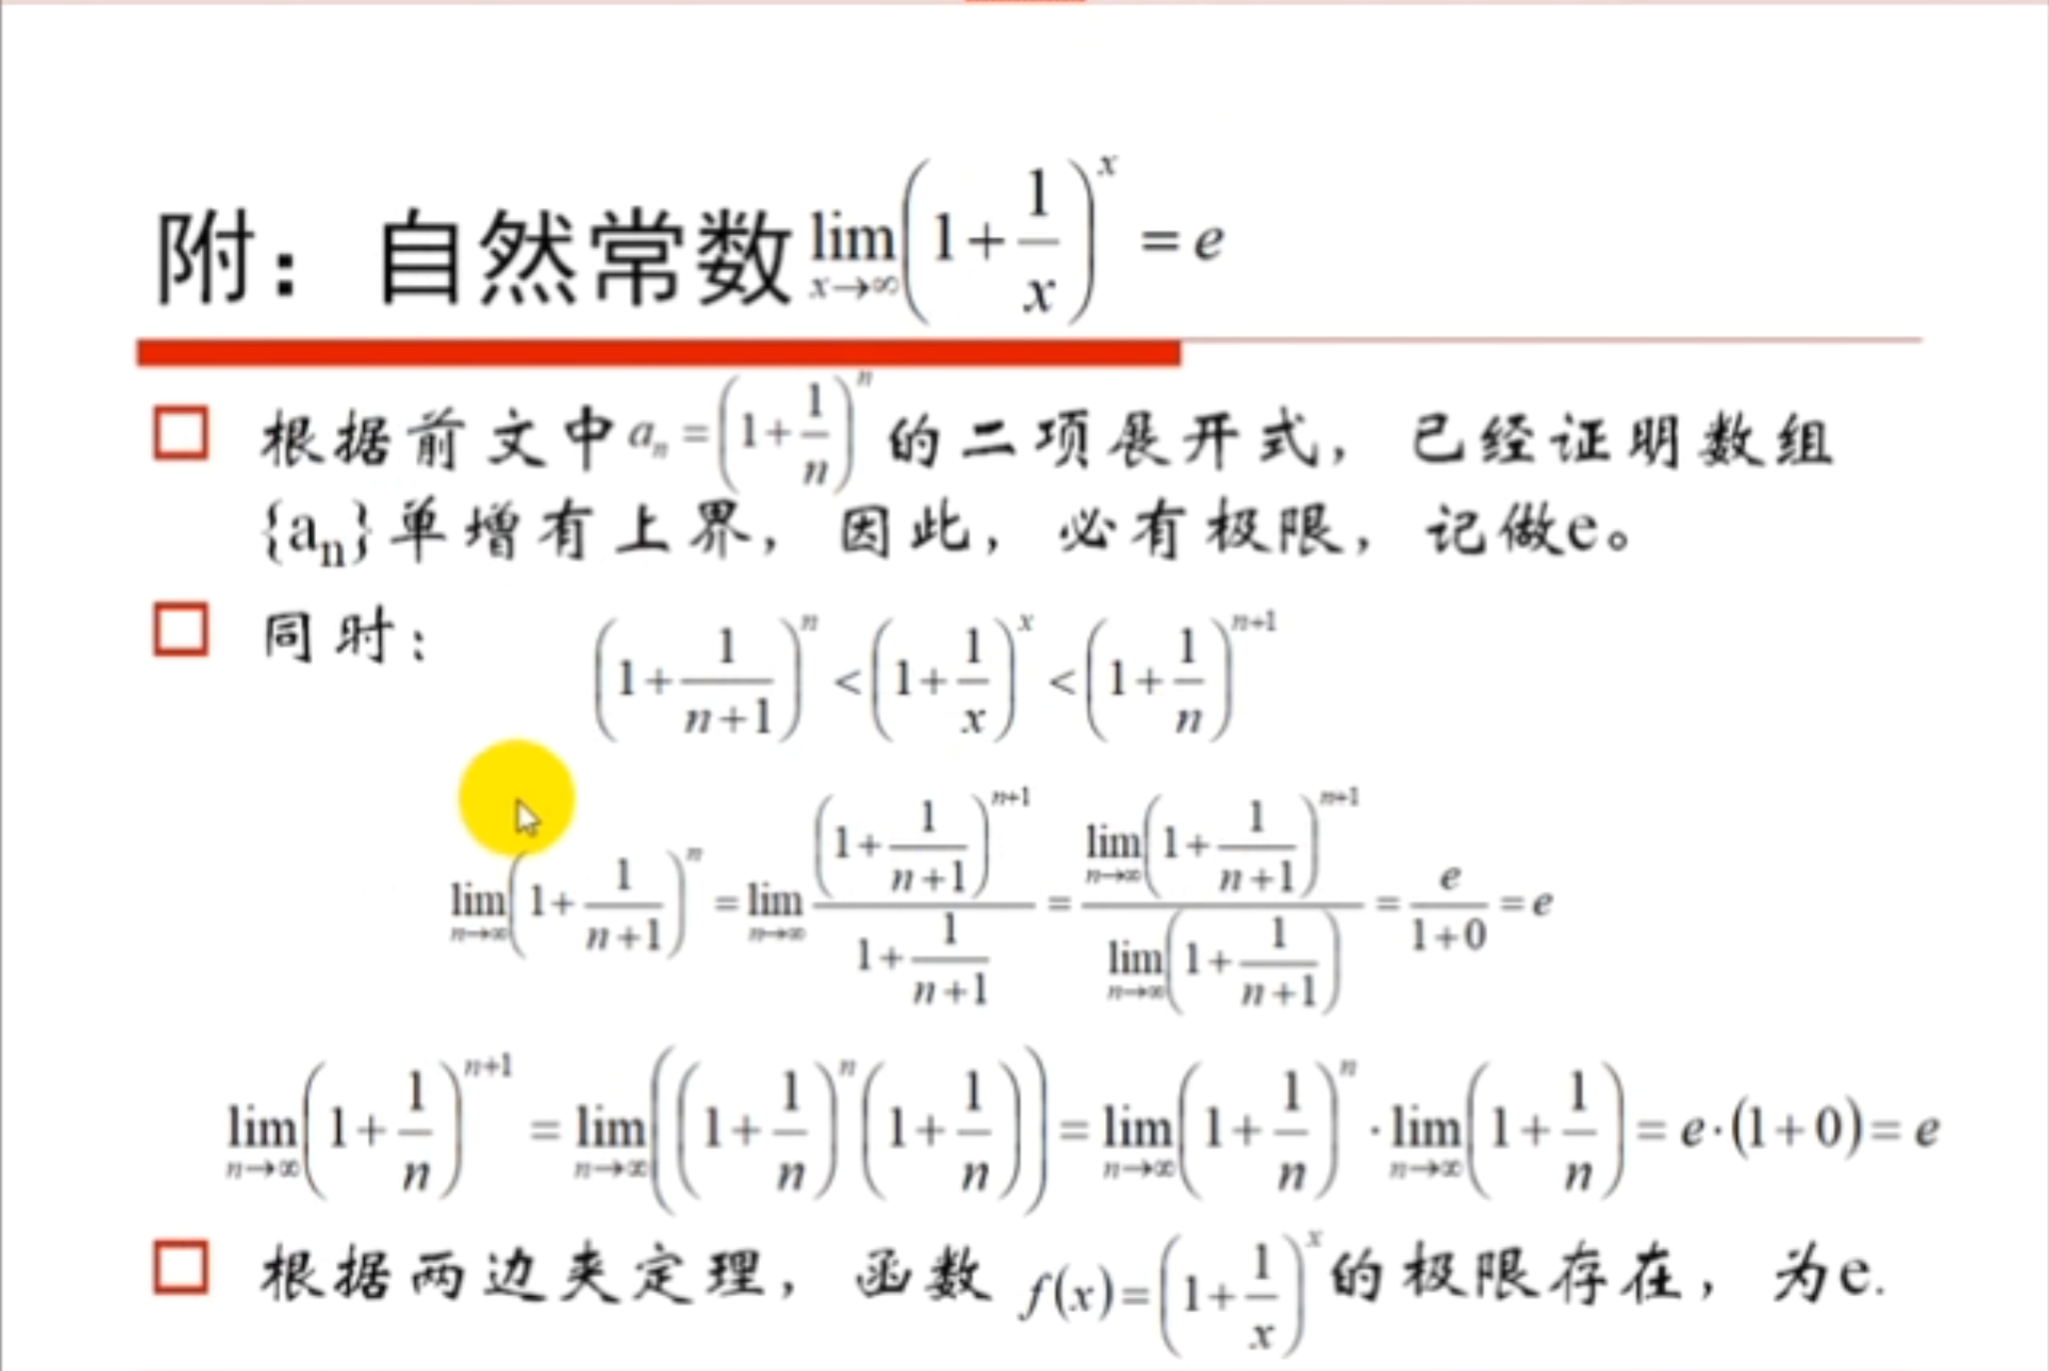 附：自然常数 $\lim_{x \to \infty}\left(1+\frac{1}{x}\right)^{x} = e$
根据前文中 $a_n = \left(1+\frac{1}{n}\right)^{n}$ 的二项展开式，已经证明数组
{aₙ}单增有上界，因此，必有极限，记做e。
同时：
$\left(1+\frac{1}{n+1}\right)^{n} < \left(1+\frac{1}{x}\right)^{x} < \left(1+\frac{1}{n}\right)^{n+1}$
$\lim_{n \to \infty}\left(1+\frac{1}{n+1}\right)^{n} = \lim_{n \to \infty}\frac{\left(1+\frac{1}{n+1}\right)^{n+1}}{1+\frac{1}{n+1}} = \frac{\lim_{n \to \infty}\left(1+\frac{1}{n+1}\right)^{n+1}}{\lim_{n \to \infty}\left(1+\frac{1}{n+1}\right)} = \frac{e}{1+0} = e$
$\lim_{n \to \infty}\left(1+\frac{1}{n}\right)^{n+1} = \lim_{n \to \infty}\left(\left(1+\frac{1}{n}\right)^{n}\left(1+\frac{1}{n}\right)\right) = \lim_{n \to \infty}\left(1+\frac{1}{n}\right)^{n} \cdot \lim_{n \to \infty}\left(1+\frac{1}{n}\right) = e \cdot (1+0) = e$
根据两边夹定理，函数 $f(x) = \left(1+\frac{1}{x}\right)^{x}$ 的极限存在，为e.